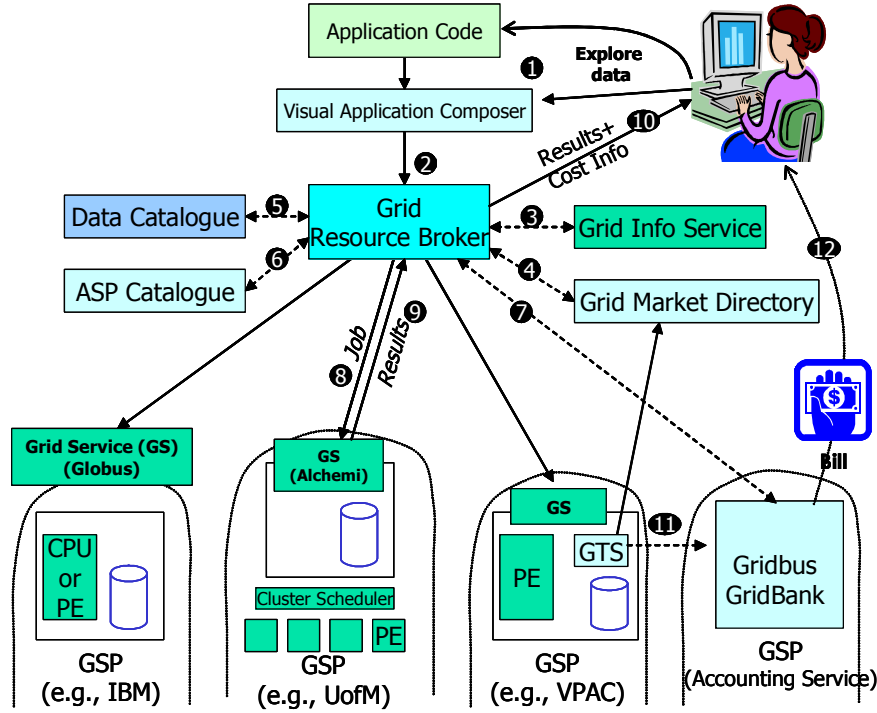 Application Code
Explore
data
1
Visual Application Composer
10
Results+
Cost Info
2
Data Catalogue
5
Grid
Resource Broker
3
Grid Info Service
12
6
4
ASP Catalogue
Grid Market Directory
7
9
Job
Results
8
$
Bill
Grid Service (GS)
(Globus)
GS
(Alchemi)
GS
11
CPU
or
PE
PE
GTS
Gridbus
GridBank
Cluster Scheduler
PE
GSP
(e.g., IBM)
GSP
(e.g., UofM)
GSP
(e.g., VPAC)
GSP
(Accounting Service)